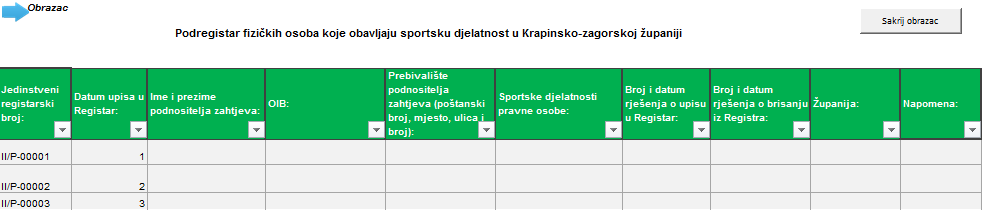 Obrazac
Sakrij obrazac
Podregistar fizičkih osoba koje obavljaju sportsku djelatnost u Krapinsko-zagorskoj županiji
Jedinstveni
registarski
broj:
Datum upisa u
Registar:
Ime i prezime
podnositelja zahtjeva:
OIB:
Prebivalište
podnositelja
zahtjeva (poštanski
broj, mjesto, ulica i
broj):
Sportske djelatnosti
pravne osobe:
Broj i datum
rješenja o upisu
u Registar:
Broj i datum
rješenja o brisanju
iz Registra:
Županija:
Napomena:
II/P-00001 1
II/P-00002 2
II/P-00003 3